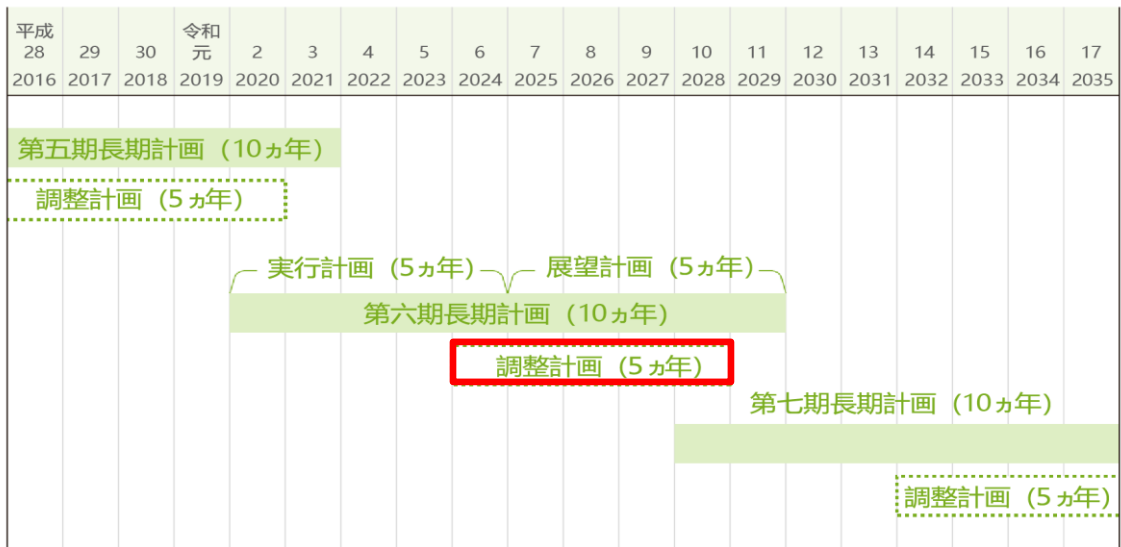 平成 令和
28 29 30 元 2 3 4 5 6 7 8 9 10 11 12 13 14 15 16 17
2016 2017 2018 2019 2020 2021 2022 2023 2024 2025 2026 2027 2028 2029 2030 2031 2032 2033 2034 2035
第五期長期計画（10ヵ年）
調整計画（5ヵ年）
実行計画（5ヵ年） 展望計画（5ヵ年）
第六期長期計画（10ヵ年）
調整計画（5ヵ年）
第七期長期計画（10ヵ年）
調整計画（5ヵ年）